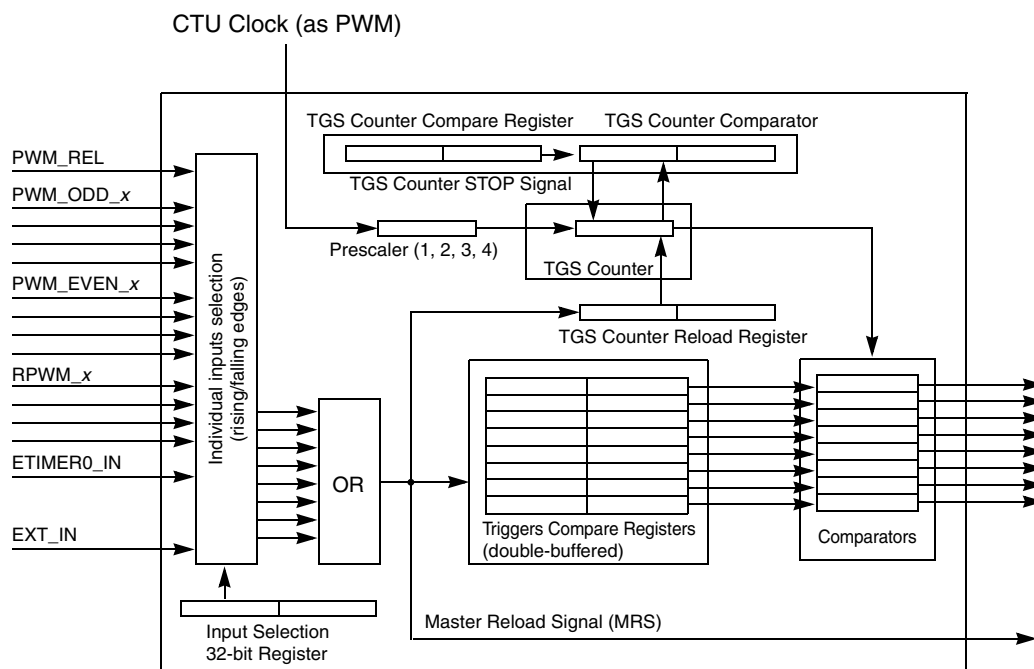 CTU Clock (as PWM)
TGS Counter Compare Register
TGS Counter Comparator
PWM_REL
TGS Counter STOP Signal
PWM_ODD_x
Prescaler (1, 2, 3, 4)
TGS Counter
PWM_EVEN_x
TGS Counter Reload Register
RPWM_x
Individual inputs selection
(rising/falling edges)
ETIMER0_IN
OR
EXT_IN
Triggers Compare Registers
(double-buffered)
Comparators
Input Selection
32-bit Register
Master Reload Signal (MRS)